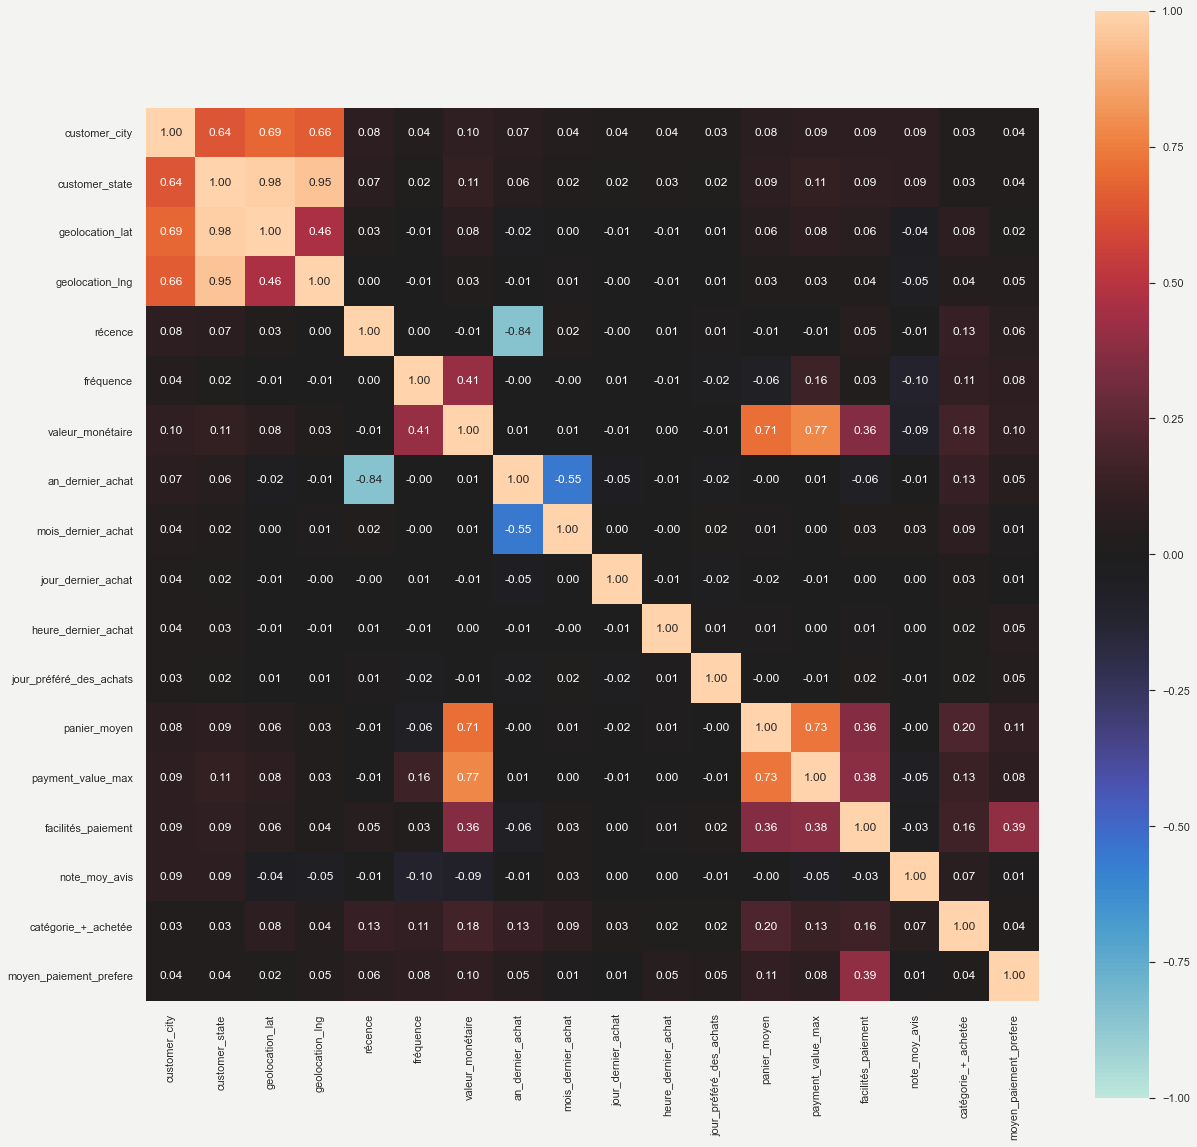 customer_city 1.00 0.64 0.69 0.66 0.08 0.04 0.10 0.07 0.04 0.04 0.04 0.03 0.08 0.09 0.09 0.09 0.03 0.04
customer_state 0.64 1.00 0.98 0.95 0.07 0.02 0.11 0.06 0.02 0.02 0.03 0.02 0.09 0.11 0.09 0.09 0.03 0.04
geolocation_lat 0.69 0.98 1.00 0.46 0.03 -0.01 0.08 -0.02 0.00 -0.01 -0.01 0.01 0.06 0.08 0.06 -0.04 0.08 0.02
geolocation_lng 0.66 0.95 0.46 1.00 0.00 -0.01 0.03 -0.01 0.01 -0.00 -0.01 0.01 0.03 0.03 0.04 -0.05 0.04 0.05
récence 0.08 0.07 0.03 0.00 1.00 0.00 -0.01 -0.84 0.02 -0.00 0.01 0.01 -0.01 -0.01 0.05 -0.01 0.13 0.06
fréquence 0.04 0.02 -0.01 -0.01 0.00 1.00 0.41 -0.00 -0.00 0.01 -0.01 -0.02 -0.06 0.16 0.03 -0.10 0.11 0.08
valeur_monétaire 0.10 0.11 0.08 0.03 -0.01 0.41 1.00 0.01 0.01 -0.01 0.00 -0.01 0.71 0.77 0.36 -0.09 0.18 0.10
an_dernier_achat 0.07 0.06 -0.02 -0.01 -0.84 -0.00 0.01 1.00 -0.55 -0.05 -0.01 -0.02 -0.00 0.01 -0.06 -0.01 0.13 0.05
mois_dernier_achat 0.04 0.02 0.00 0.01 0.02 -0.00 0.01 -0.55 1.00 0.00 -0.00 0.02 0.01 0.00 0.03 0.03 0.09 0.01
jour_dernier_achat 0.04 0.02 -0.01 -0.00 -0.00 0.01 -0.01 -0.05 0.00 1.00 -0.01 -0.02 -0.02 -0.01 0.00 0.00 0.03 0.01
heure_dernier_achat 0.04 0.03 -0.01 -0.01 0.01 -0.01 0.00 -0.01 -0.00 -0.01 1.00 0.01 0.01 0.00 0.01 0.00 0.02 0.05
jour_préféré_des_achats 0.03 0.02 0.01 0.01 0.01 -0.02 -0.01 -0.02 0.02 -0.02 0.01 1.00 -0.00 -0.01 0.02 -0.01 0.02 0.05
panier_moyen 0.08 0.09 0.06 0.03 -0.01 -0.06 0.71 -0.00 0.01 -0.02 0.01 -0.00 1.00 0.73 0.36 -0.00 0.20 0.11
payment_value_max 0.09 0.11 0.08 0.03 -0.01 0.16 0.77 0.01 0.00 -0.01 0.00 -0.01 0.73 1.00 0.38 -0.05 0.13 0.08
facilités_paiement 0.09 0.09 0.06 0.04 0.05 0.03 0.36 -0.06 0.03 0.00 0.01 0.02 0.36 0.38 1.00 -0.03 0.16 0.39
note_moy_avis 0.09 0.09 -0.04 -0.05 -0.01 -0.10 -0.09 -0.01 0.03 0.00 0.00 -0.01 -0.00 -0.05 -0.03 1.00 0.07 0.01
catégorie_+_achetée 0.03 0.03 0.08 0.04 0.13 0.11 0.18 0.13 0.09 0.03 0.02 0.02 0.20 0.13 0.16 0.07 1.00 0.04
moyen_paiement_prefere 0.04 0.04 0.02 0.05 0.06 0.08 0.10 0.05 0.01 0.01 0.05 0.05 0.11 0.08 0.39 0.01 0.04 1.00
customer_city
customer_state
geolocation_lat
geolocation_lng
récence
fréquence
valeur_monétaire
an_dernier_achat
mois_dernier_achat
jour_dernier_achat
heure_dernier_achat
jour_préféré_des_achats
panier_moyen
payment_value_max
facilités_paiement
note_moy_avis
catégorie_+_achetée
moyen_paiement_prefere
1.00
0.75
0.50
0.25
0.00
−0.25
−0.50
−0.75
−1.00